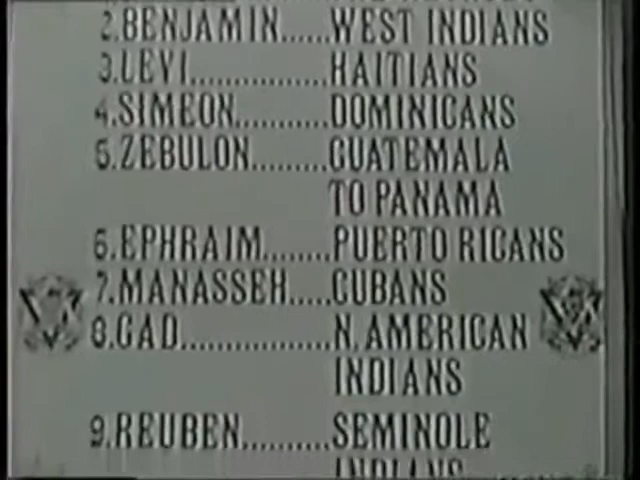 2.BENJAMIN.....WEST INDIANS
3.LEVI...............HAITIANS
4.SIMEON..........DOMINICANS
5.ZEBULON........GUATEMALA
TO PANAMA
6.EPHRAIM.......PUERTO RICANS
7.MANASSEH....CUBANS
8.GAD................N.AMERICAN
INDIANS
9.REUBEN.........SEMINOLE
INDIANS